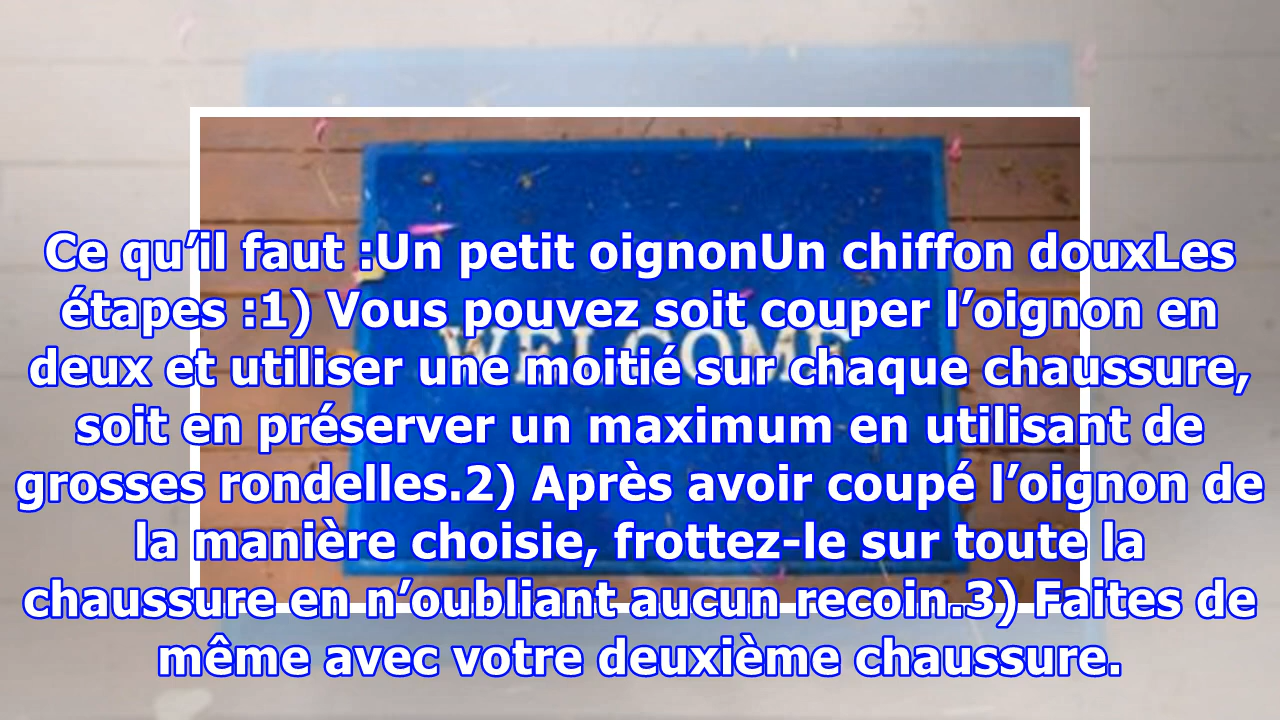 WELCOME
Ce qu’il faut :Un petit oignonUn chiffon douxLes
étapes :1) Vous pouvez soit couper l’oignon en
deux et utiliser une moitié sur chaque chaussure,
soit en préserver un maximum en utilisant de
grosses rondelles.2) Après avoir coupé l’oignon de
la manière choisie, frottez-le sur toute la
chaussure en n’oubliant aucun recoin.3) Faites de
même avec votre deuxième chaussure.